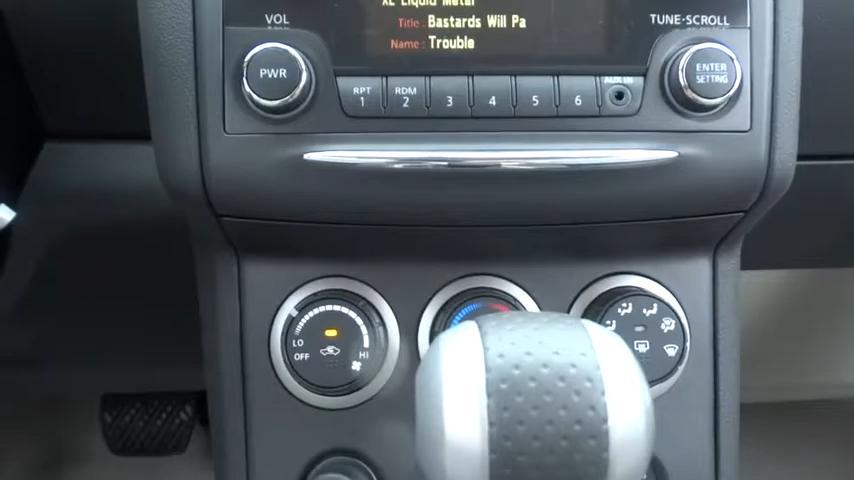 XL Liquid Metal
VOL
Title : Bastards Will Pa
TUNE·SCROLL
Name : Trouble
PWR
ENTER
SETTING
RPT
1
RDM
2
3
4
5
6
AUX IN
LO
OFF
HI